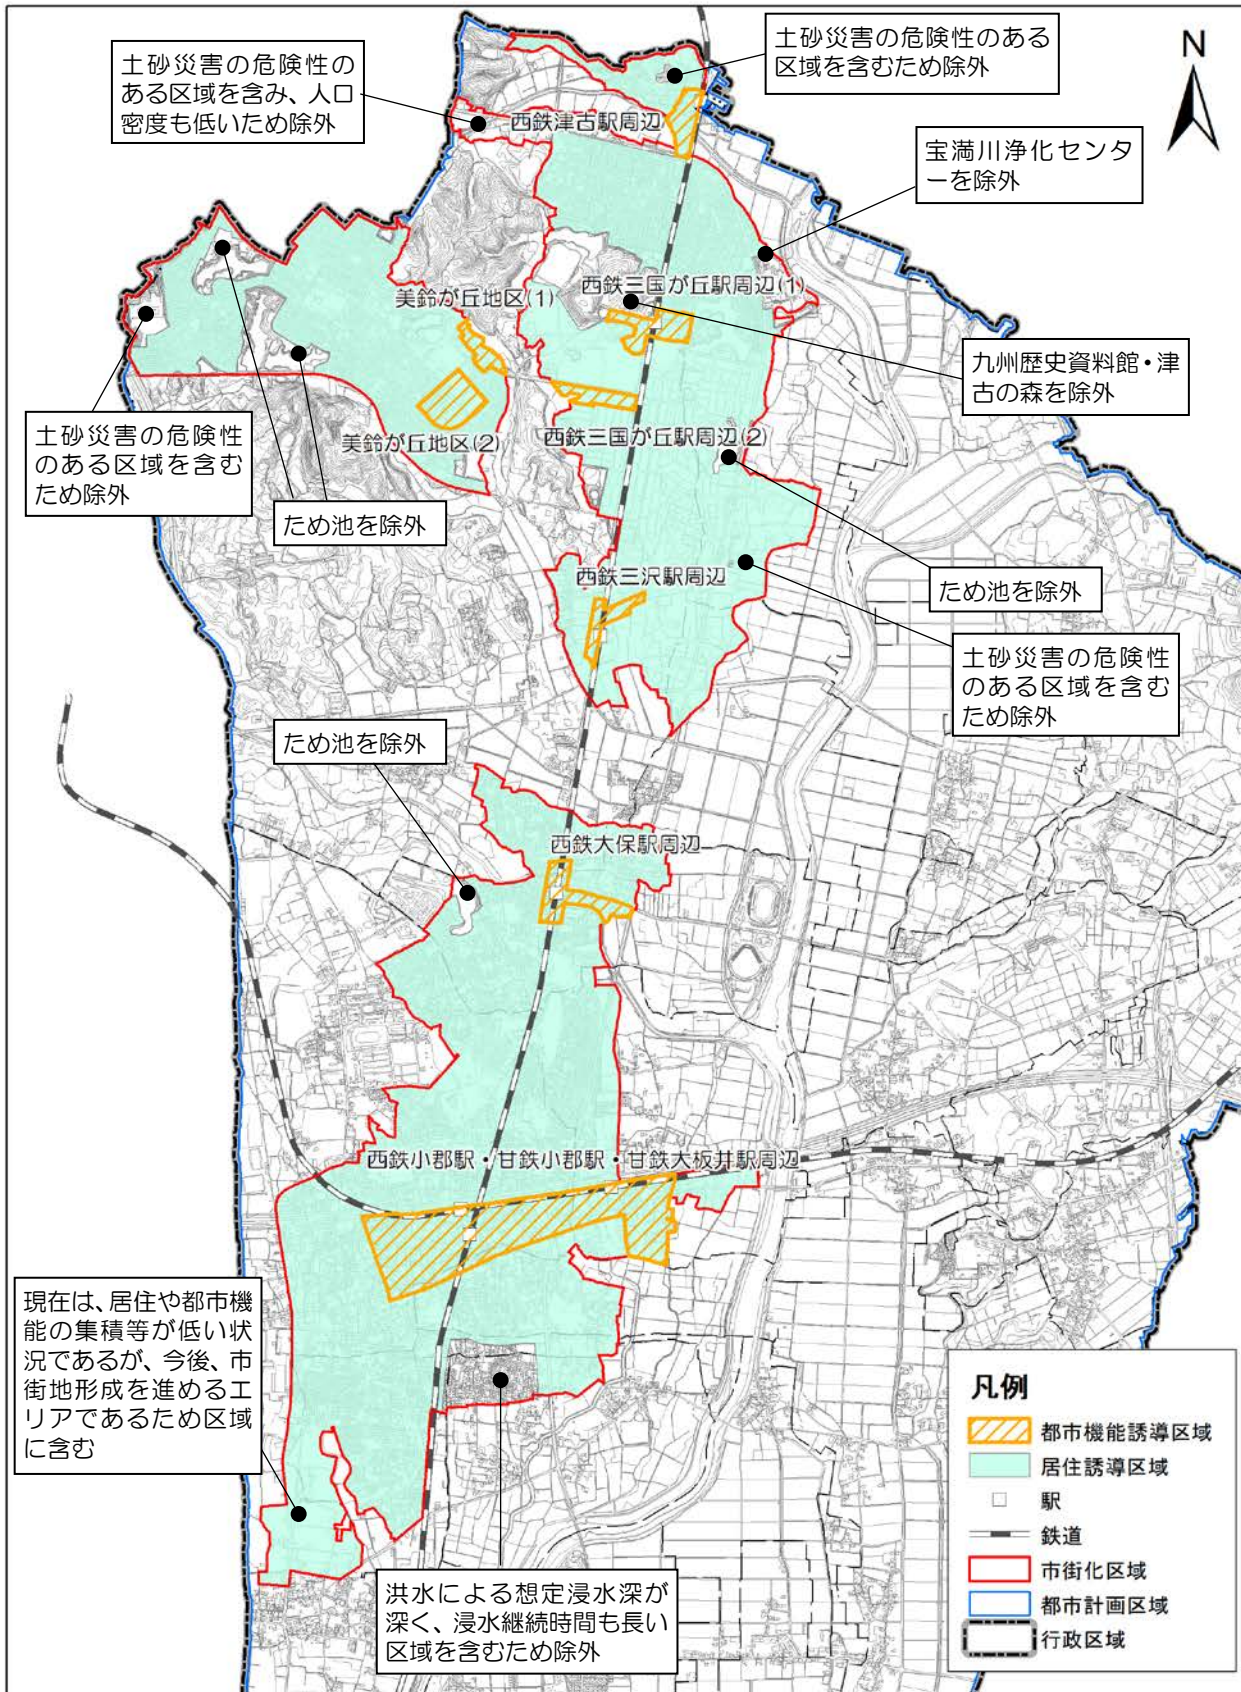 土砂災害の危険性の
ある区域を含み、人口
密度も低いため除外
土砂災害の危険性のある
区域を含むため除外
N
西鉄津古駅周辺
宝満川浄化センタ
ーを除外
美鈴が丘地区(1)
西鉄三国が丘駅周辺(1)
九州歴史資料館・津
古の森を除外
土砂災害の危険性
のある区域を含む
ため除外
美鈴が丘地区(2)
西鉄三国が丘駅周辺(2)
ため池を除外
西鉄三沢駅周辺
ため池を除外
土砂災害の危険性
のある区域を含む
ため除外
ため池を除外
西鉄大保駅周辺
西鉄小郡駅・甘鉄小郡駅・甘鉄大板井駅周辺
現在は、居住や都市機
能の集積等が低い状
況であるが、今後、市
街地形成を進めるエ
リアであるため区域
に含む
洪水による想定浸水深が
深く、浸水継続時間も長い
区域を含むため除外
凡例
都市機能誘導区域
居住誘導区域
駅
鉄道
市街化区域
都市計画区域
行政区域